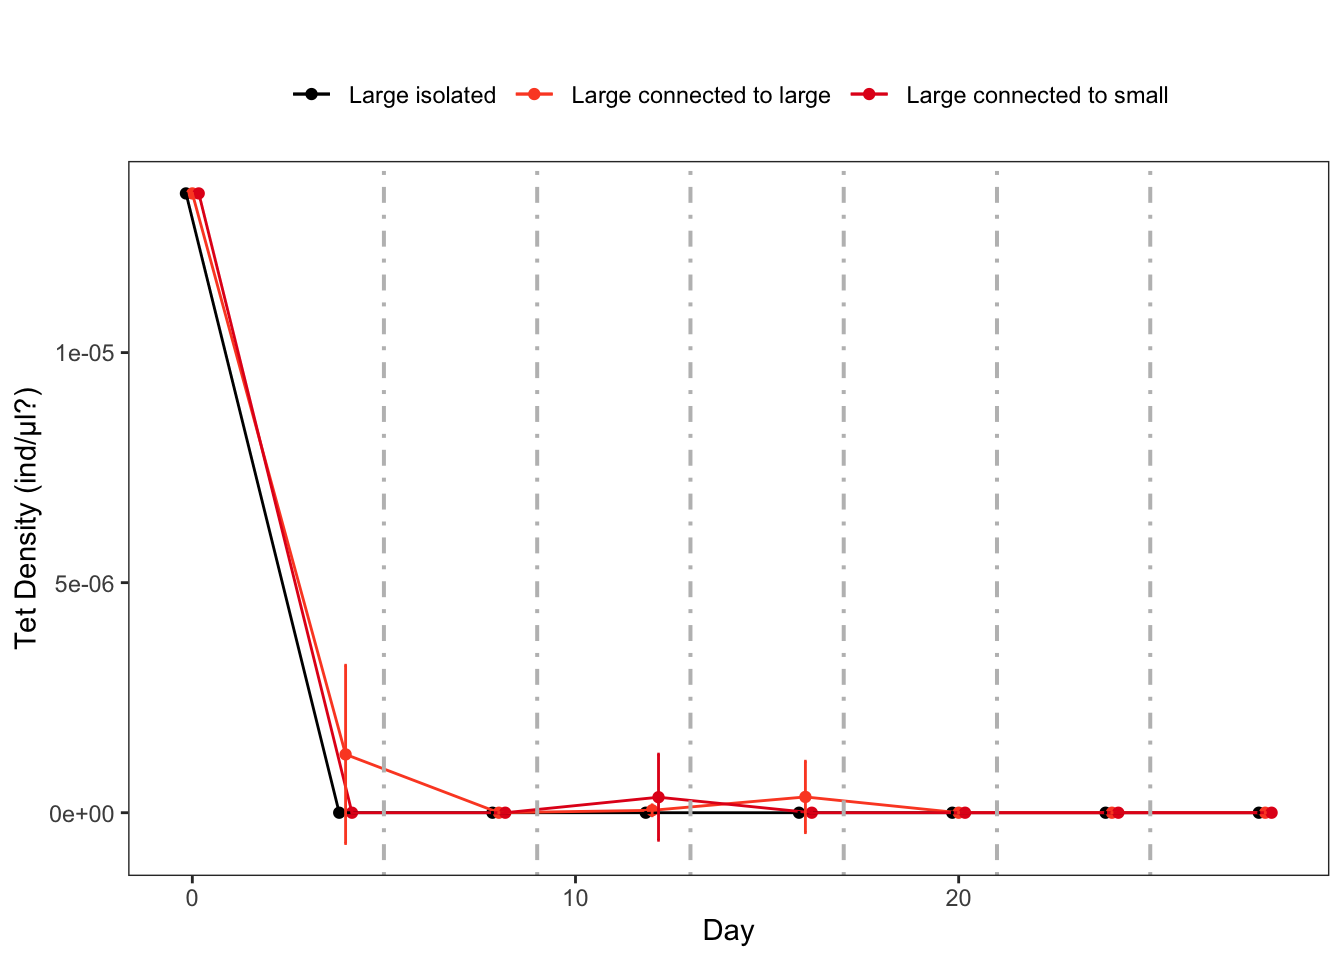 Large isolated Large connected to large Large connected to small
1e-05
5e-06
0e+00
Tet Density (ind/µl?)
0 10 20
Day